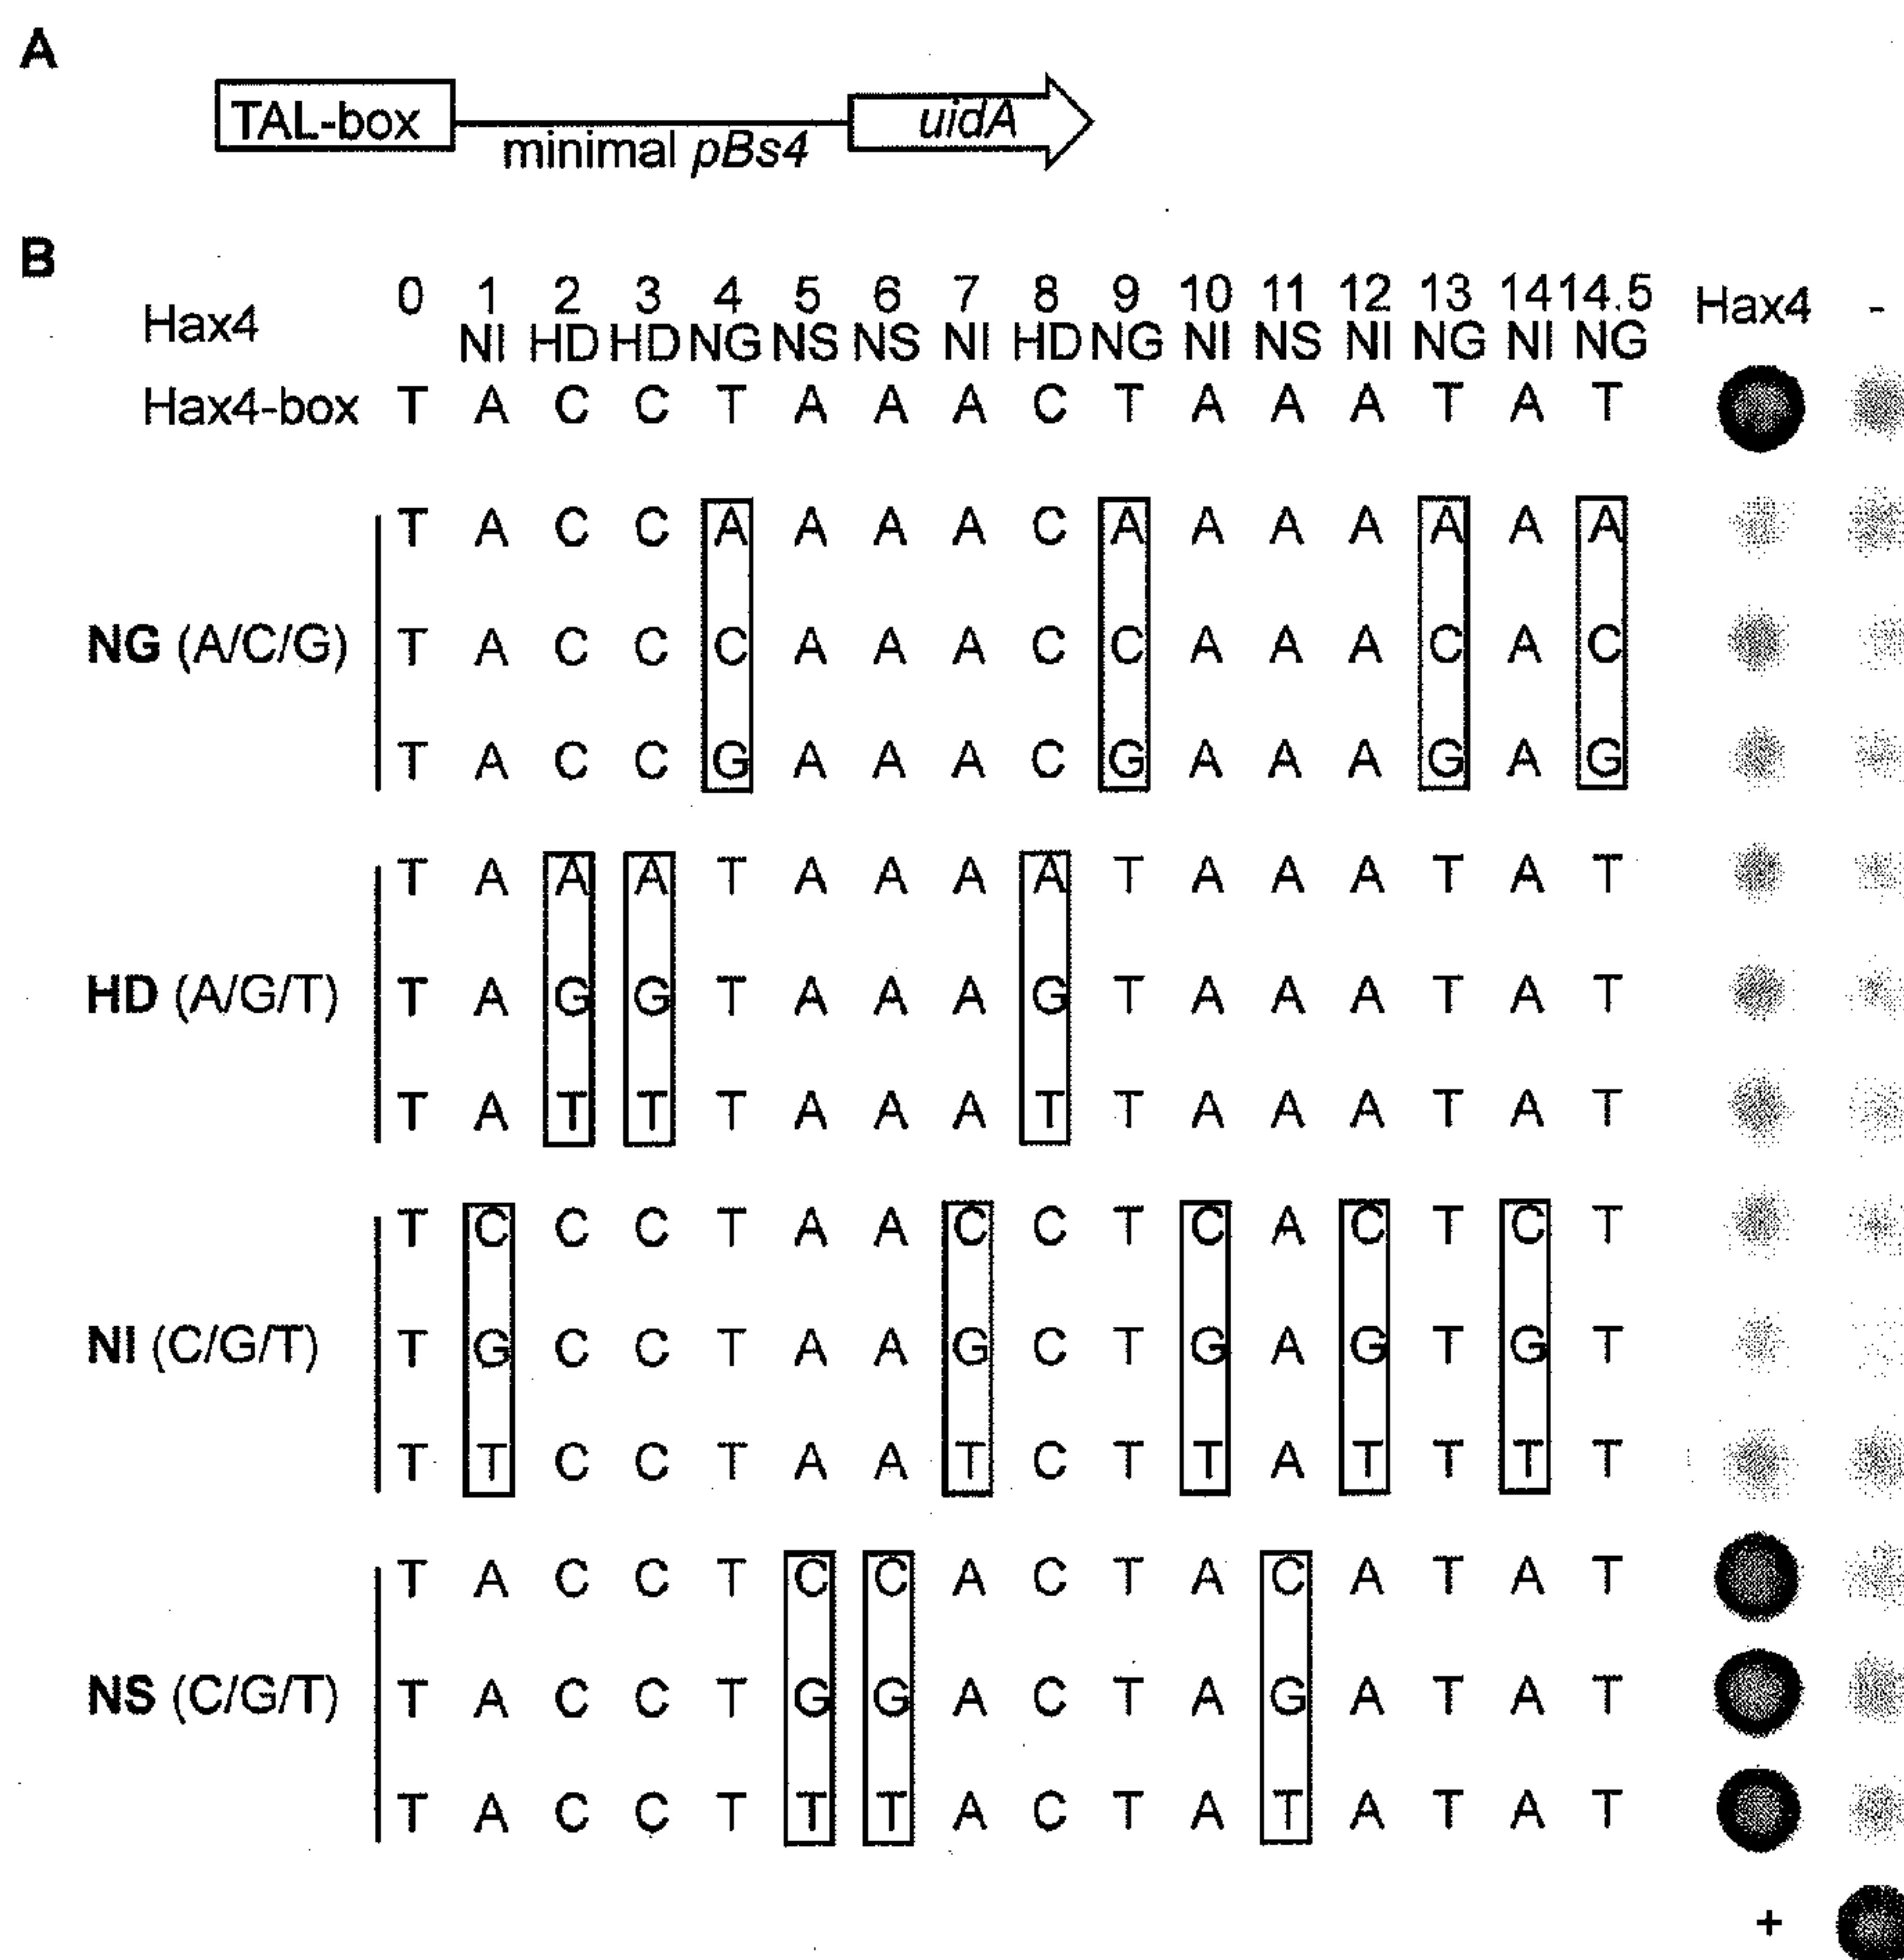 A
TAL-box
minimal pBs4
uidA
B
Hax4 0 1 2 3 4 5 6 7 8 9 10 11 12 13 14 14.5 Hax4 -
NI HD HD NG NS NS NI HD NG NI NS NI NG NI NG
Hax4-box T A C C T A A A C T A A A T A T
T A C C A A A A C A A A A A A A
NG (A/C/G) T A C C C A A A C C A A A C A C
T A C C G A A A C G A A A G A G
T A A A T A A A A T A A A T A T
HD (A/G/T) T A G G T A A A G T A A A T A T
T A T T T A A A T T A A A T A T
T C C C T A A C C T C A C T C T
NI (C/G/T) T G C C T A A G C T G A G T G T
T T C C T A A T C T T A T T T T
T A C C T C C A C T A C A T A T
NS (C/G/T) T A C C T G G A C T A G A T A T
T A C C T T T A C T A T A T A T
+